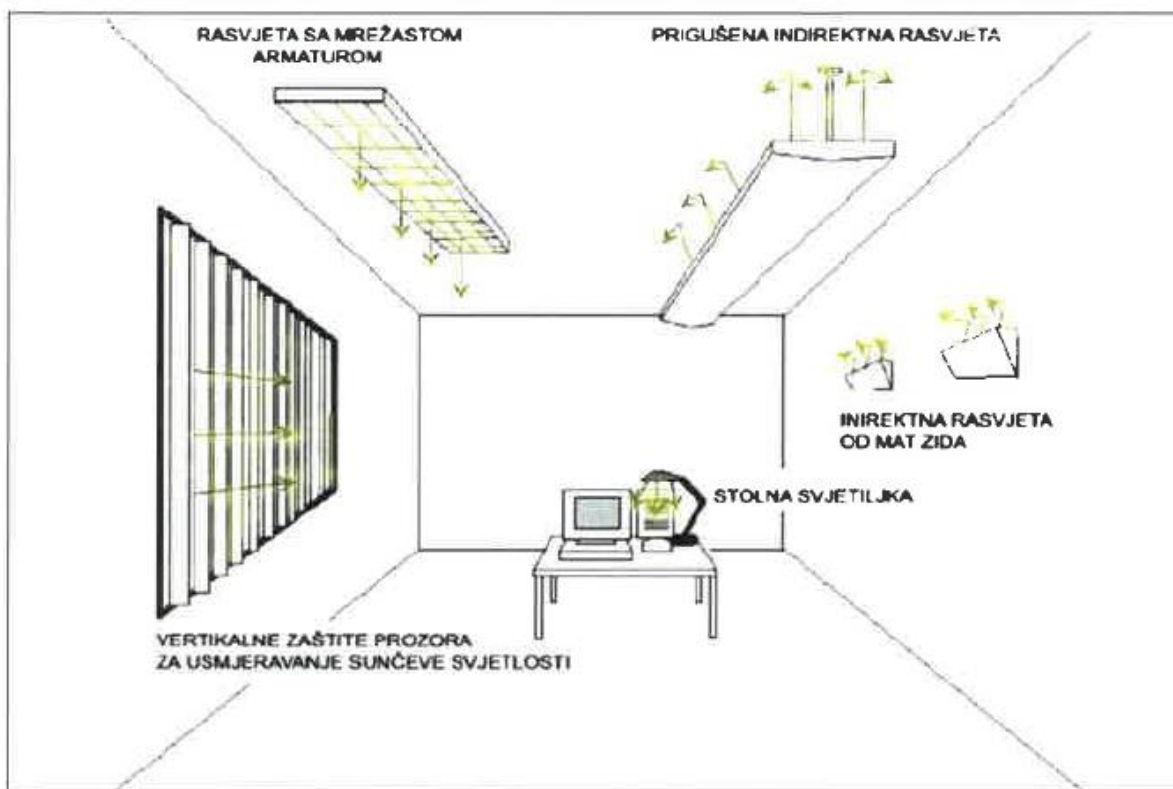 RASVJETA SA MREŽASTOM
ARMATUROM
PRIGUŠENA INDIREKTNA RASVJETA
INIREKTNA RASVJETA
OD MAT ZIDA
STOLNA SVJETILJKA
VERTIKALNE ZAŠTITE PROZORA
ZA USMJERAVANJE SUNČEVE SVJETLOSTI